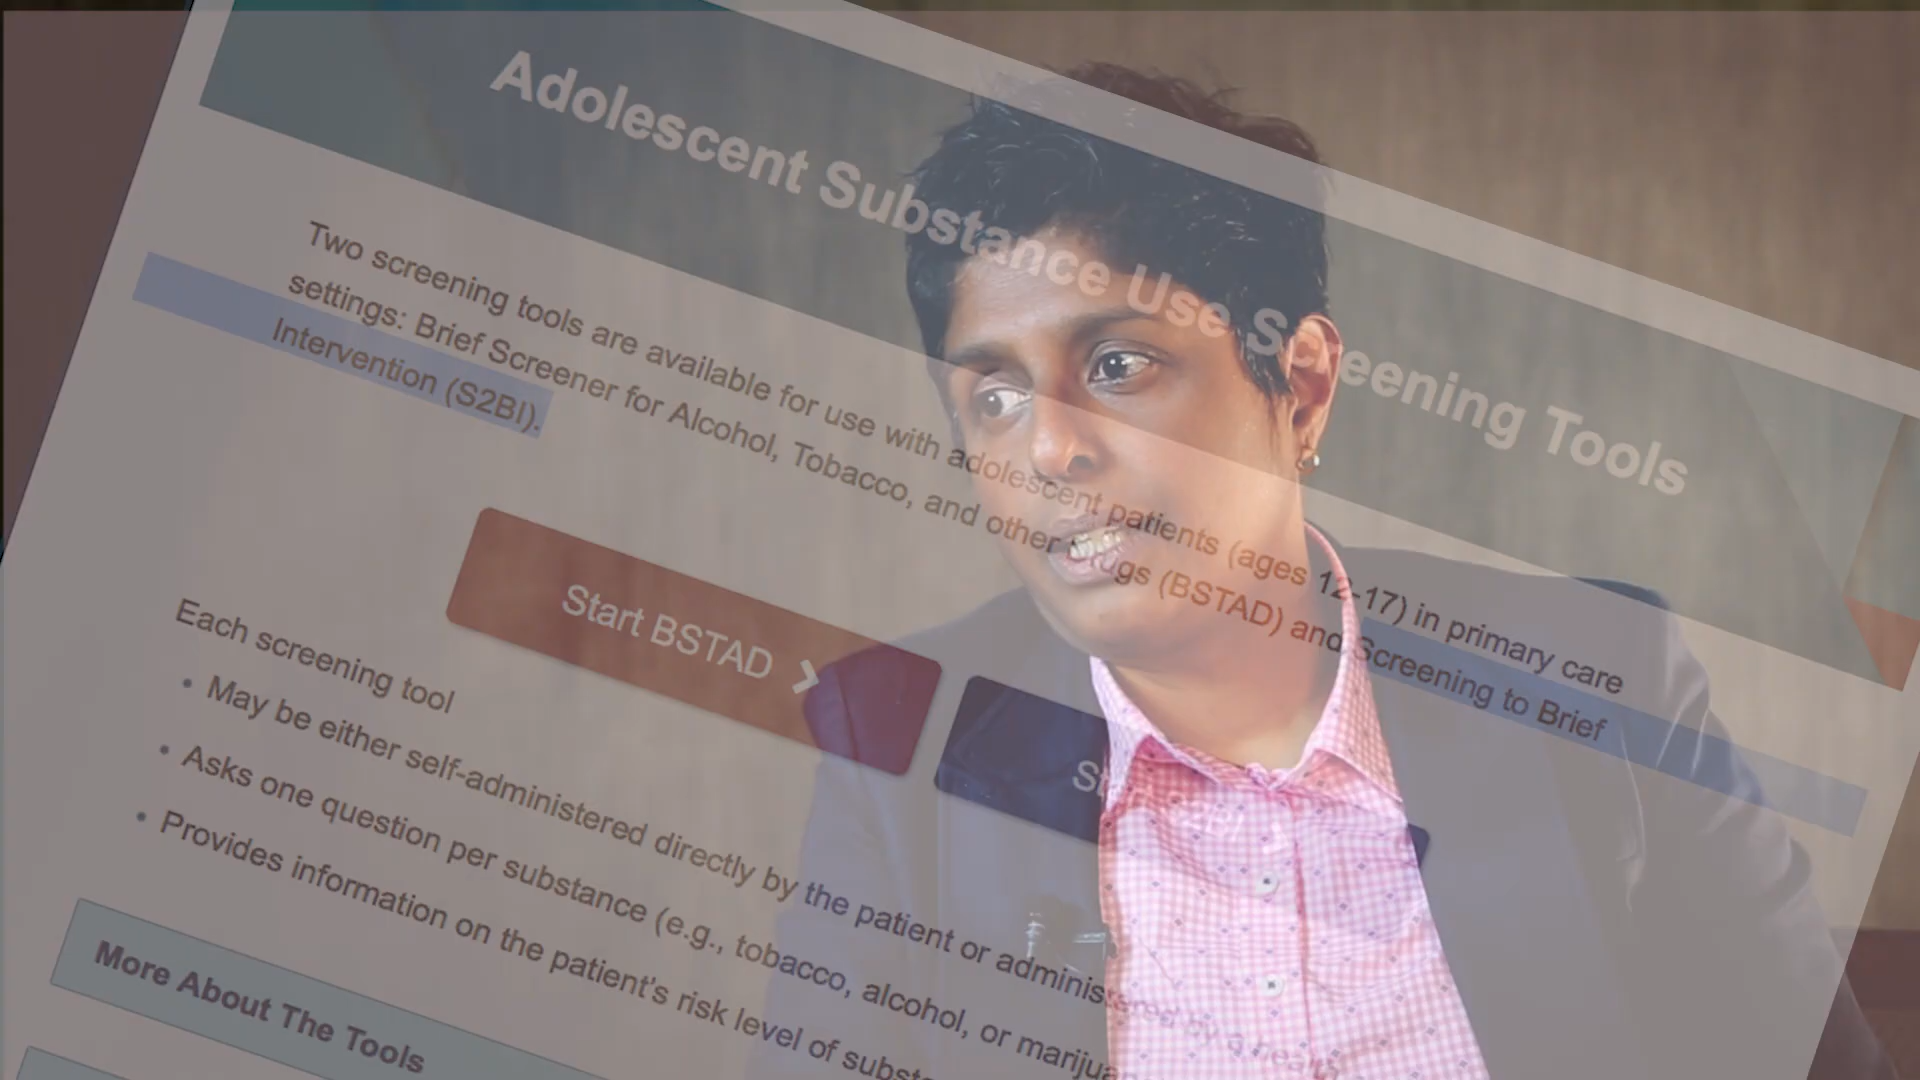 Adolescent Substance Use Screening Tools
Two screening tools are available for use with adolescent patients (ages 12-17) in primary care
settings: Brief Screener for Alcohol, Tobacco, and other Drugs (BSTAD) and Screening to Brief
Intervention (S2BI).
Start BSTAD
Each screening tool
• May be either self-administered directly by the patient or administered by a health
• Asks one question per substance (e.g., tobacco, alcohol, or
• Provides information on the patient's risk level of
More About The Tools